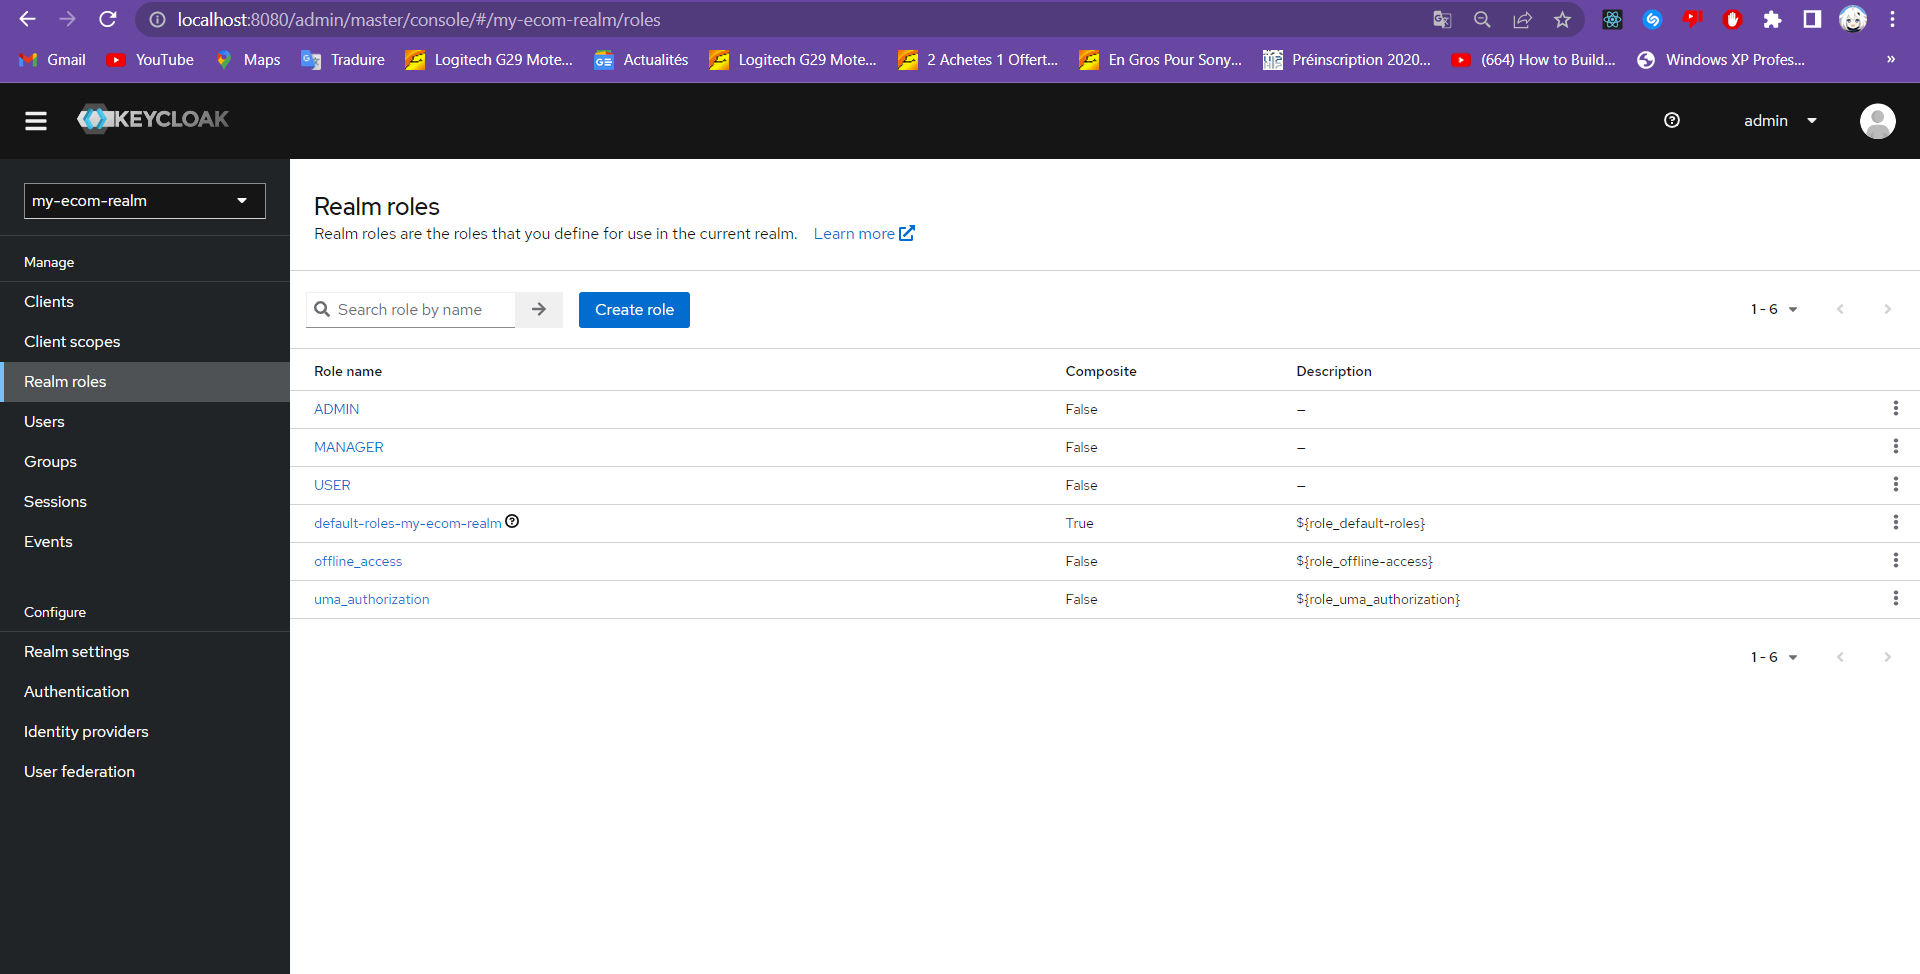 localhost:8080/admin/master/console/#/my-ecom-realm/roles
Gmail YouTube Maps Traduire Logitech G29 Mote... Actualités Logitech G29 Mote... 2 Achetes 1 Offert... En Gros Pour Sony... Préinscription 2020... (664) How to Build... Windows XP Profes... »
KEYCLOAK admin
my-ecom-realm
Manage
Clients
Client scopes
Realm roles
Users
Groups
Sessions
Events
Configure
Realm settings
Authentication
Identity providers
User federation
Realm roles
Realm roles are the roles that you define for use in the current realm. Learn more
Search role by name Create role 1 - 6
Role name Composite Description
ADMIN False –
MANAGER False –
USER False –
default-roles-my-ecom-realm True ${role_default-roles}
offline_access False ${role_offline-access}
uma_authorization False ${role_uma_authorization}
1 - 6